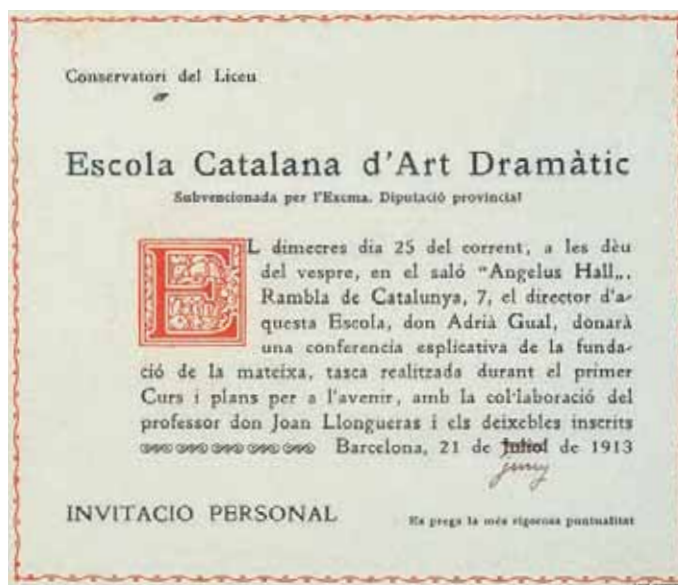 Conservatori del Liceu
Escola Catalana d'Art Dramàtic
Subvencionada per l'Excma. Diputació provincial
EL dimecres dia 25 del corrent, a les dèu
del vespre, en el saló "Angelus Hall„,
Rambla de Catalunya, 7, el director d'a-
questa Escola, don Adrià Gual, donarà
una conferencia esplicativa de la funda-
ció de la mateixa, tasca realitzada durant el primer
Curs i plans per a l'avenir, amb la col·laboració del
professor don Joan Llongueras i els deixebles inscrits
Barcelona, 21 de Juliol de 1913
juny
INVITACIO PERSONAL
Es prega la més rigorosa puntualitat